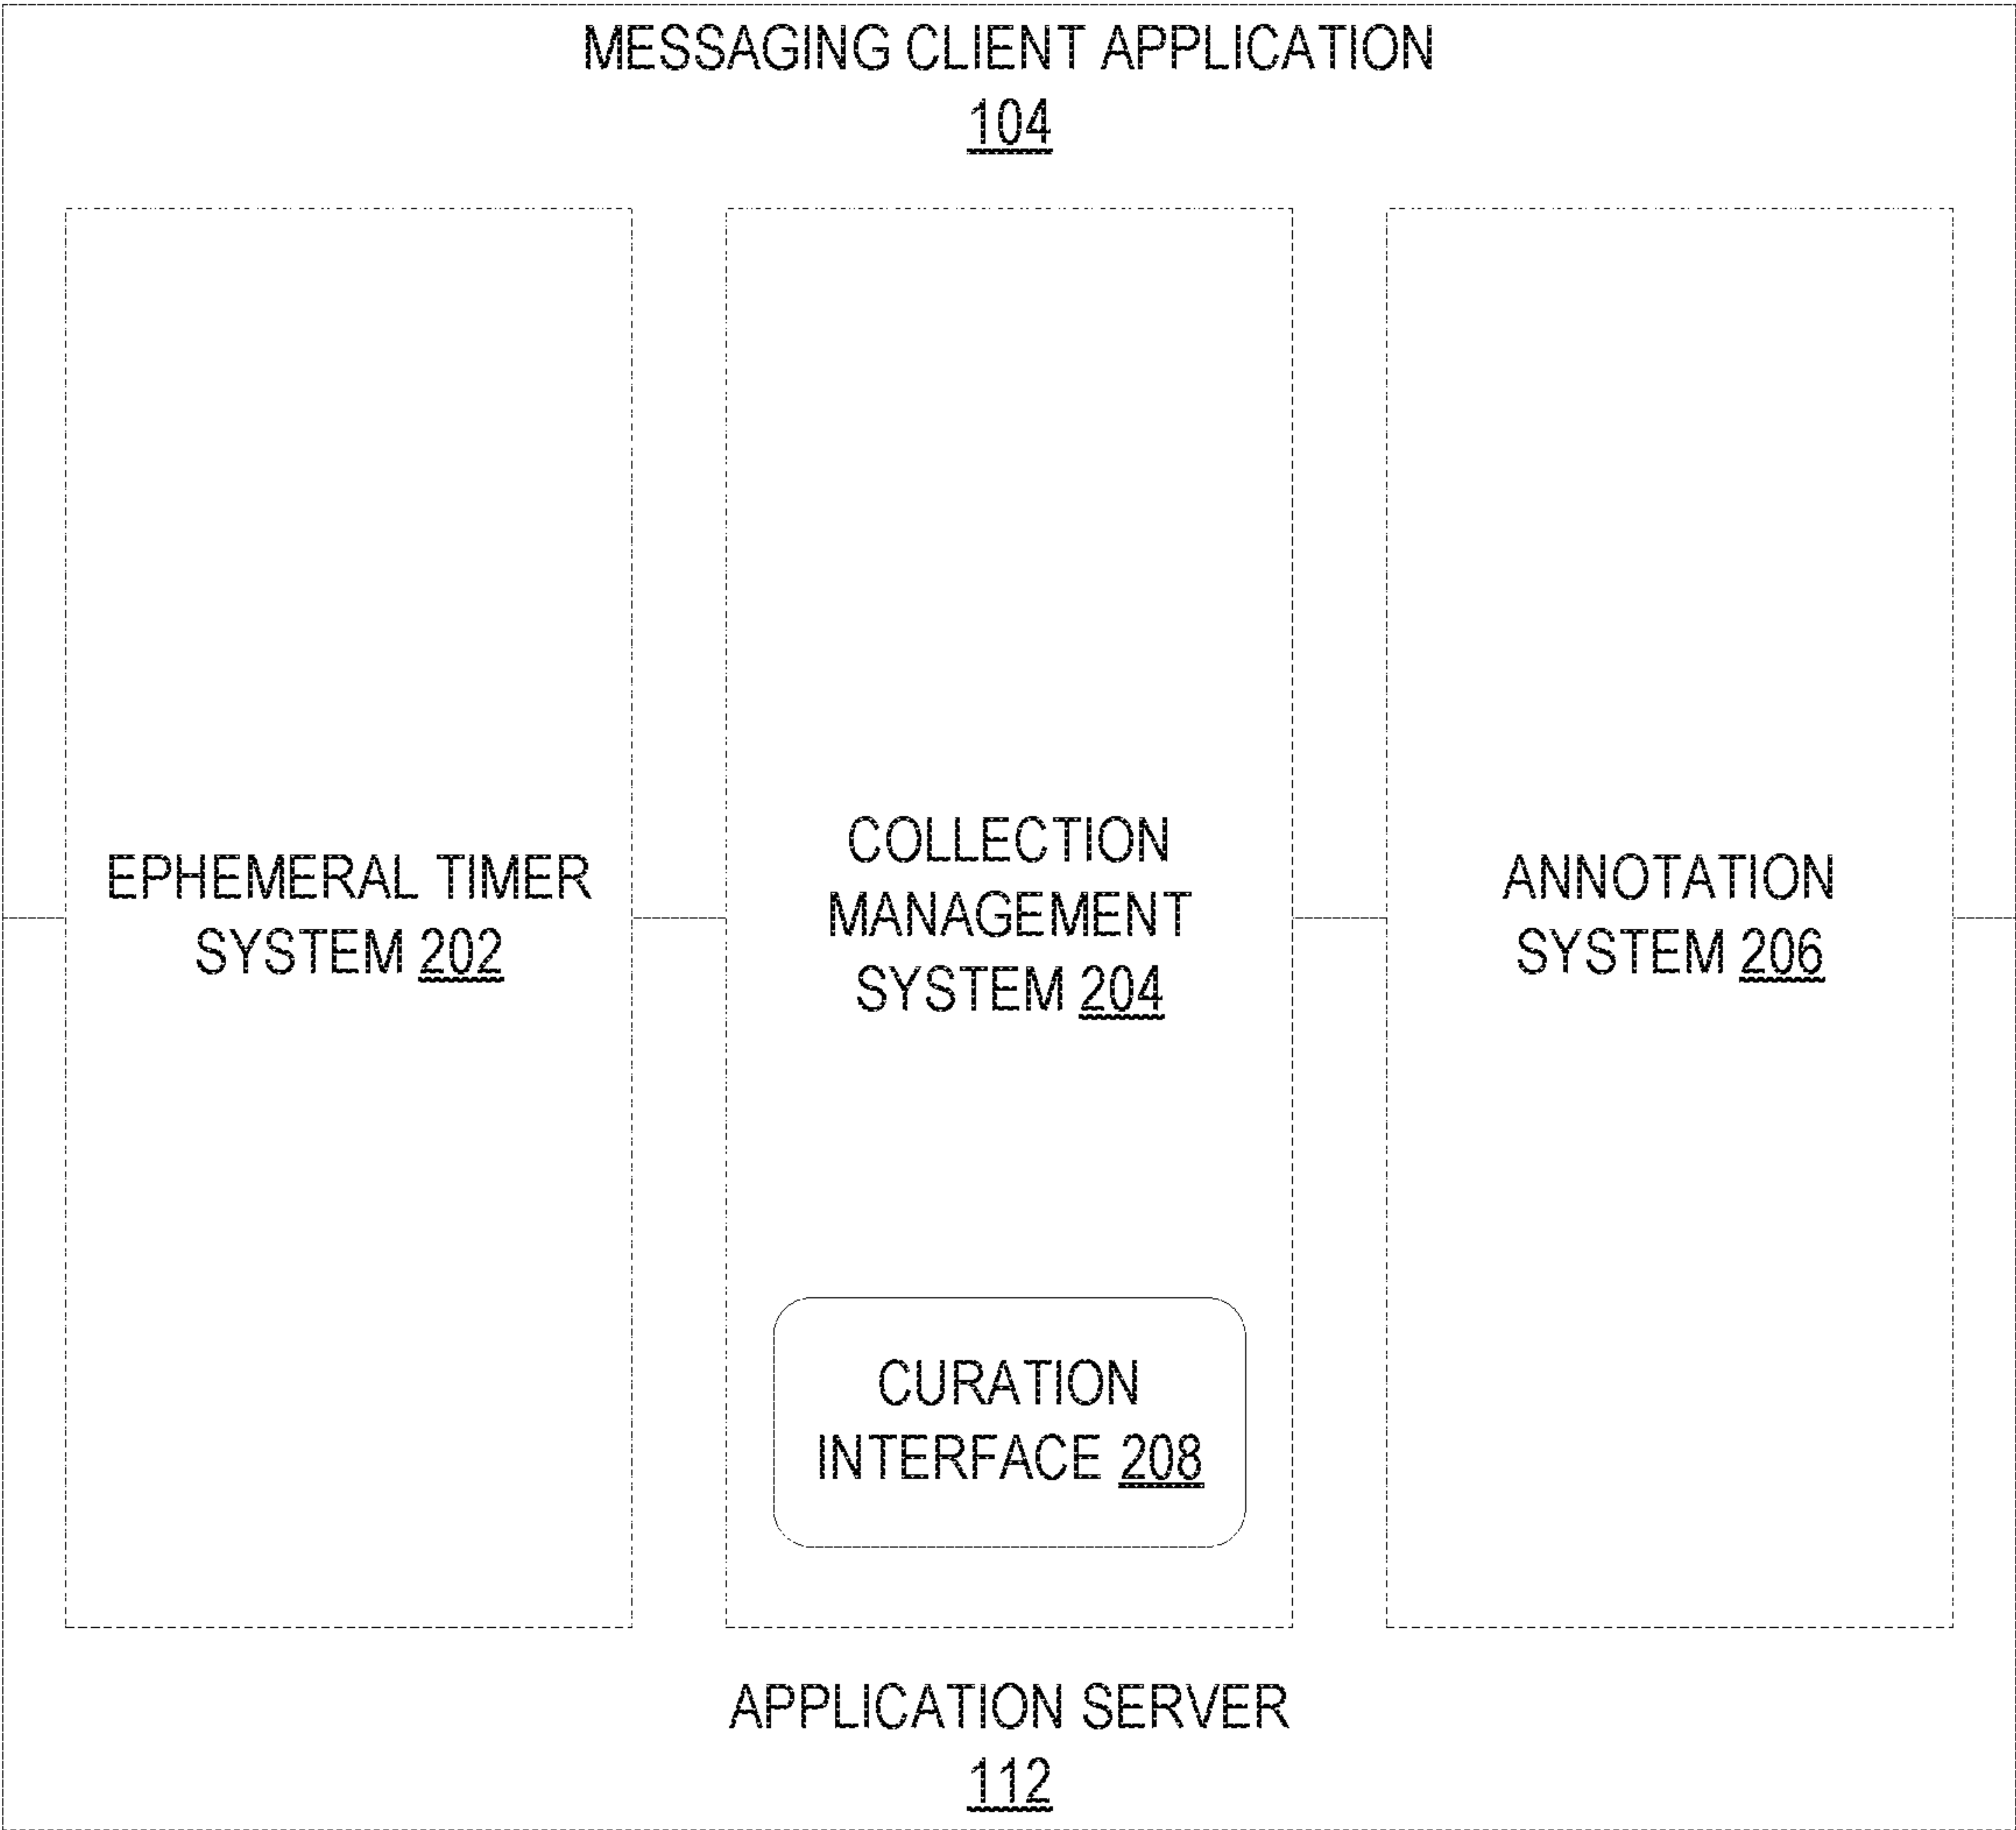 MESSAGING CLIENT APPLICATION
104
EPHEMERAL TIMER
SYSTEM 202
COLLECTION
MANAGEMENT
SYSTEM 204
ANNOTATION
SYSTEM 206
CURATION
INTERFACE 208
APPLICATION SERVER
112